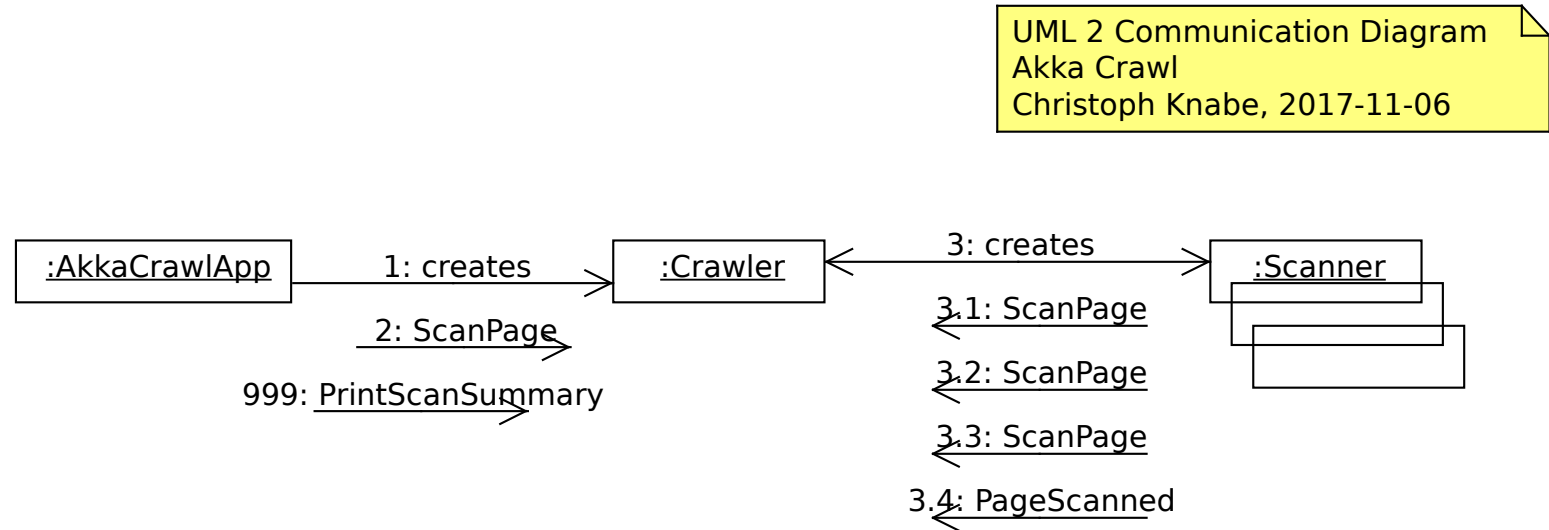 UML 2 Communication Diagram
Akka Crawl
Christoph Knabe, 2017-11-06
:AkkaCrawlApp
1: creates
:Crawler
3: creates
:Scanner
2: ScanPage
999: PrintScanSummary
3.1: ScanPage
3.2: ScanPage
3.3: ScanPage
3.4: PageScanned